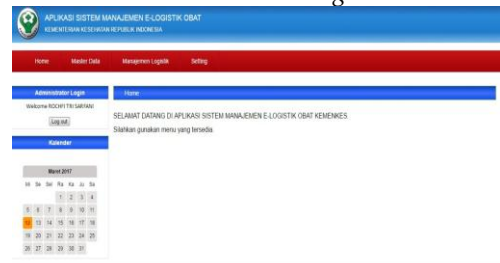 APLIKASI SISTEM MANAJEMEN E-LOGISTIK OBAT
KEMENTERIAN KESEHATAN REPUBLIK INDONESIA
Home Master Data Manajemen Logistik Setting
Administrator Login
Welcome ROCHFI TRI SARTANI
Log out
Kalender
Maret 2017
Mi Se Sel Ra Ka Ju Sa
1 2 3 4
5 6 7 8 9 10 11
12 13 14 15 16 17 18
19 20 21 22 23 24 25
26 27 28 29 30 31
Home
SELAMAT DATANG DI APLIKASI SISTEM MANAJEMEN E-LOGISTIK OBAT KEMENKES.
Silahkan gunakan menu yang tersedia.